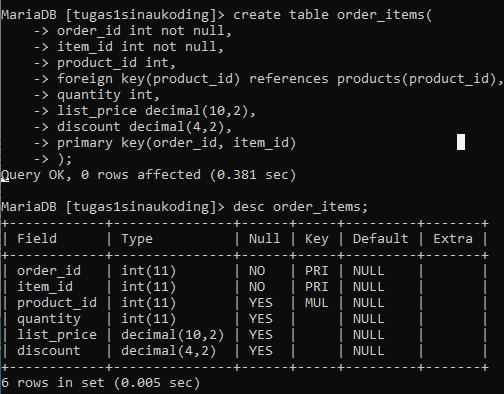 MariaDB [tugas1sinaukoding]> create table order_items(
    -> order_id int not null,
    -> item_id int not null,
    -> product_id int,
    -> foreign key(product_id) references products(product_id),
    -> quantity int,
    -> list_price decimal(10,2),
    -> discount decimal(4,2),
    -> primary key(order_id, item_id)
    -> );
Query OK, 0 rows affected (0.381 sec)

MariaDB [tugas1sinaukoding]> desc order_items;
+------------+---------------+------+-----+---------+-------+
| Field      | Type          | Null | Key | Default | Extra |
+------------+---------------+------+-----+---------+-------+
| order_id   | int(11)       | NO   | PRI | NULL    |       |
| item_id    | int(11)       | NO   | PRI | NULL    |       |
| product_id | int(11)       | YES  | MUL | NULL    |       |
| quantity   | int(11)       | YES  |     | NULL    |       |
| list_price | decimal(10,2) | YES  |     | NULL    |       |
| discount   | decimal(4,2)  | YES  |     | NULL    |       |
+------------+---------------+------+-----+---------+-------+
6 rows in set (0.005 sec)